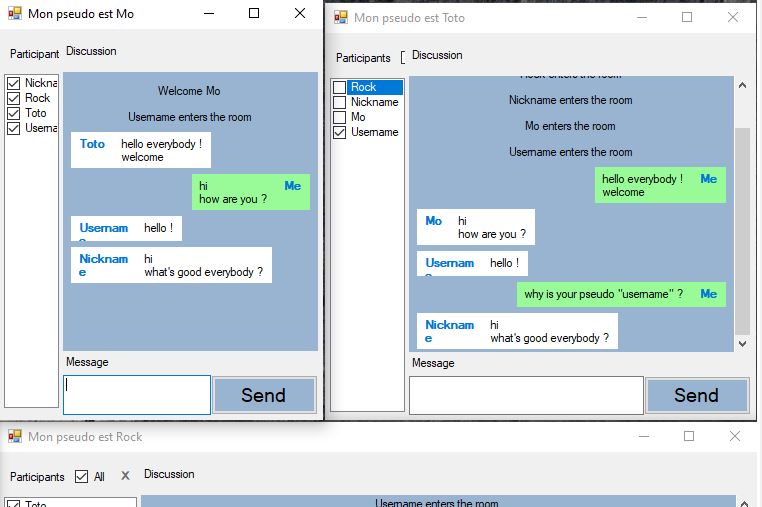 Mon pseudo est Mo
Participant
Discussion
Nickna
Rock
Toto
Userna
Welcome Mo
Username enters the room
Toto hello everybody !
welcome
hi Me
how are you ?
Usernam hello !
e
Nicknam hi
e what's good everybody ?
Message
Send
Mon pseudo est Toto
Participants
Discussion
Rock
Nickname
Mo
Username
Rock enters the room
Nickname enters the room
Mo enters the room
Username enters the room
hello everybody ! Me
welcome
Mo hi
how are you ?
Usernam hello !
e
why is your pseudo "username" ? Me
Nicknam hi
e what's good everybody ?
Message
Send
Mon pseudo est Rock
Participants All X Discussion
Toto
Username enters the room